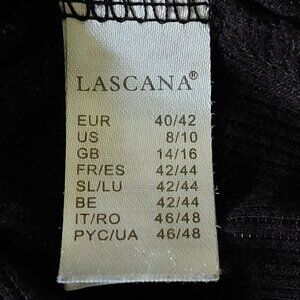 LASCANA®
EUR 40/42
US 8/10
GB 14/16
FR/ES 42/44
SL/LU 42/44
BE 42/44
IT/RO 46/48
PYC/UA 46/48